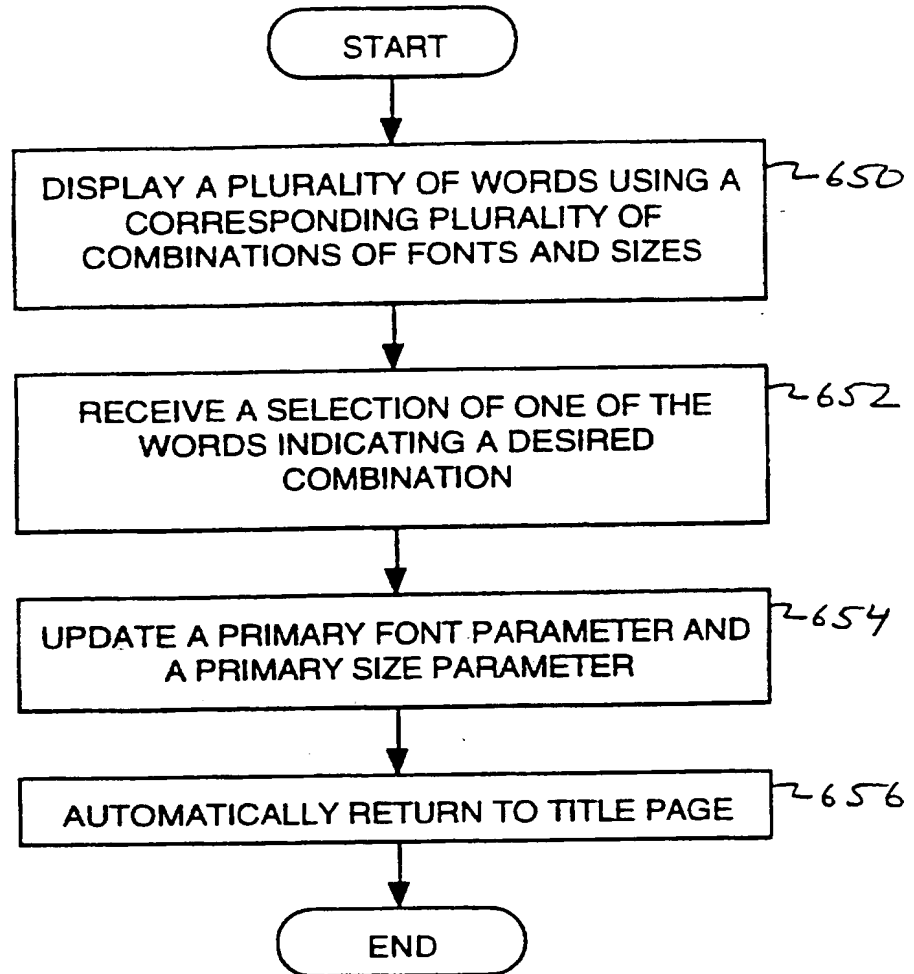 START
DISPLAY A PLURALITY OF WORDS USING A
CORRESPONDING PLURALITY OF
COMBINATIONS OF FONTS AND SIZES
650
RECEIVE A SELECTION OF ONE OF THE
WORDS INDICATING A DESIRED
COMBINATION
652
UPDATE A PRIMARY FONT PARAMETER AND
A PRIMARY SIZE PARAMETER
654
AUTOMATICALLY RETURN TO TITLE PAGE
656
END